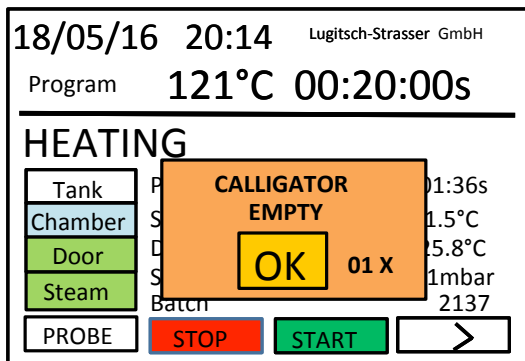 18/05/16 20:14 Lugitsch-Strasser GmbH
Program 121°C 00:20:00s
HEATING
Tank
Chamber
Door
Steam
CALLIGATOR
EMPTY
OK 01 X
P 01:36s
S 1.5°C
D 25.8°C
S 1mbar
Batch 2137
PROBE STOP START >